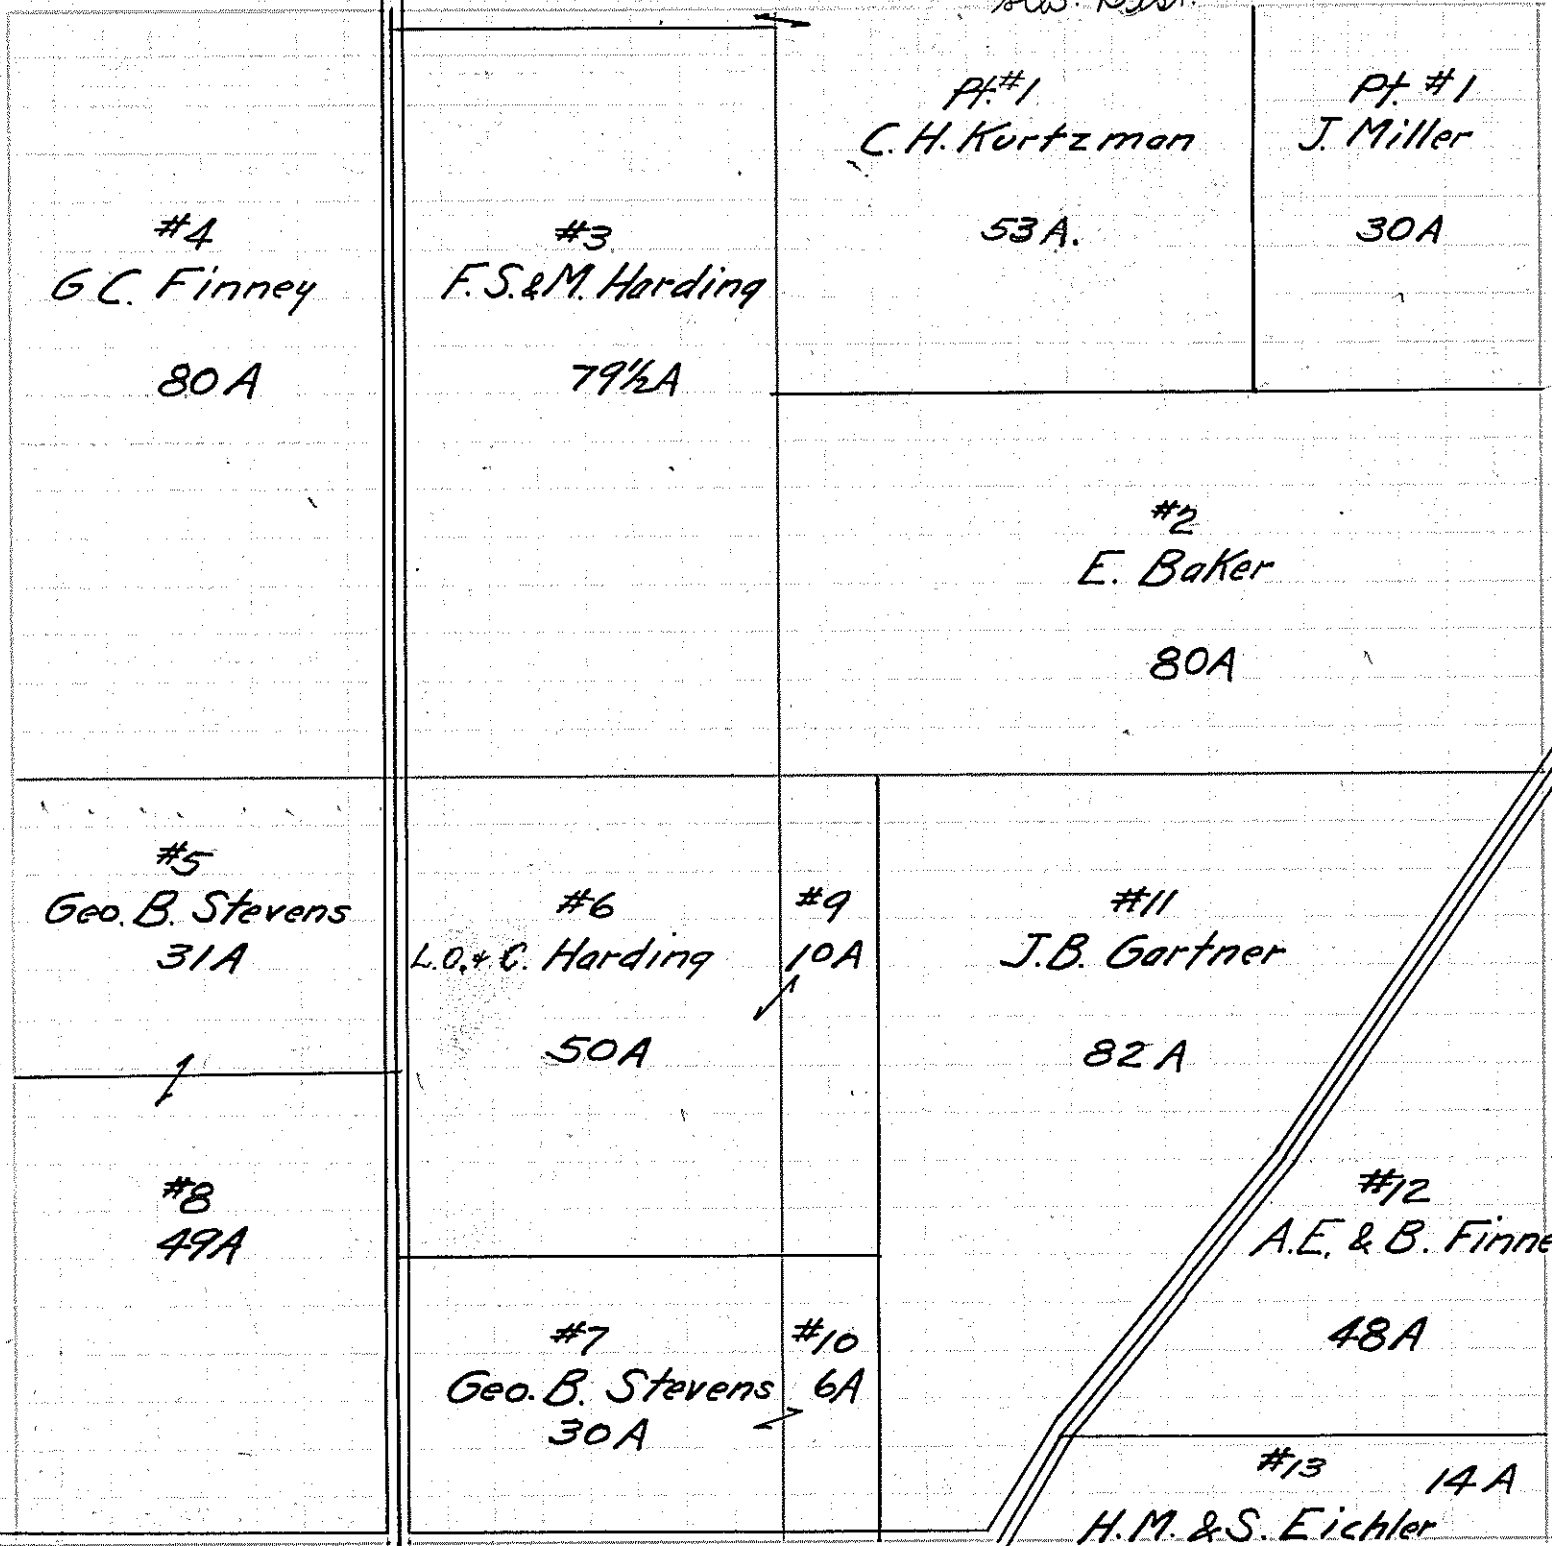 Pt.#1
C.H. Kurtzman
53A.
Pt. #1
J. Miller
30A
#4
G C. Finney
80A
#3
F.S.&M. Harding
79½A
#2
E. Baker
80A
#5
Geo. B. Stevens
31A
#6
L.O.& C. Harding
50A
#9
10A
#11
J.B. Gartner
82A
#8
49A
#12
A.E. & B. Finne
48A
#7
Geo. B. Stevens
30A
#10
6A
#13 14A
H.M. & S. Eichler